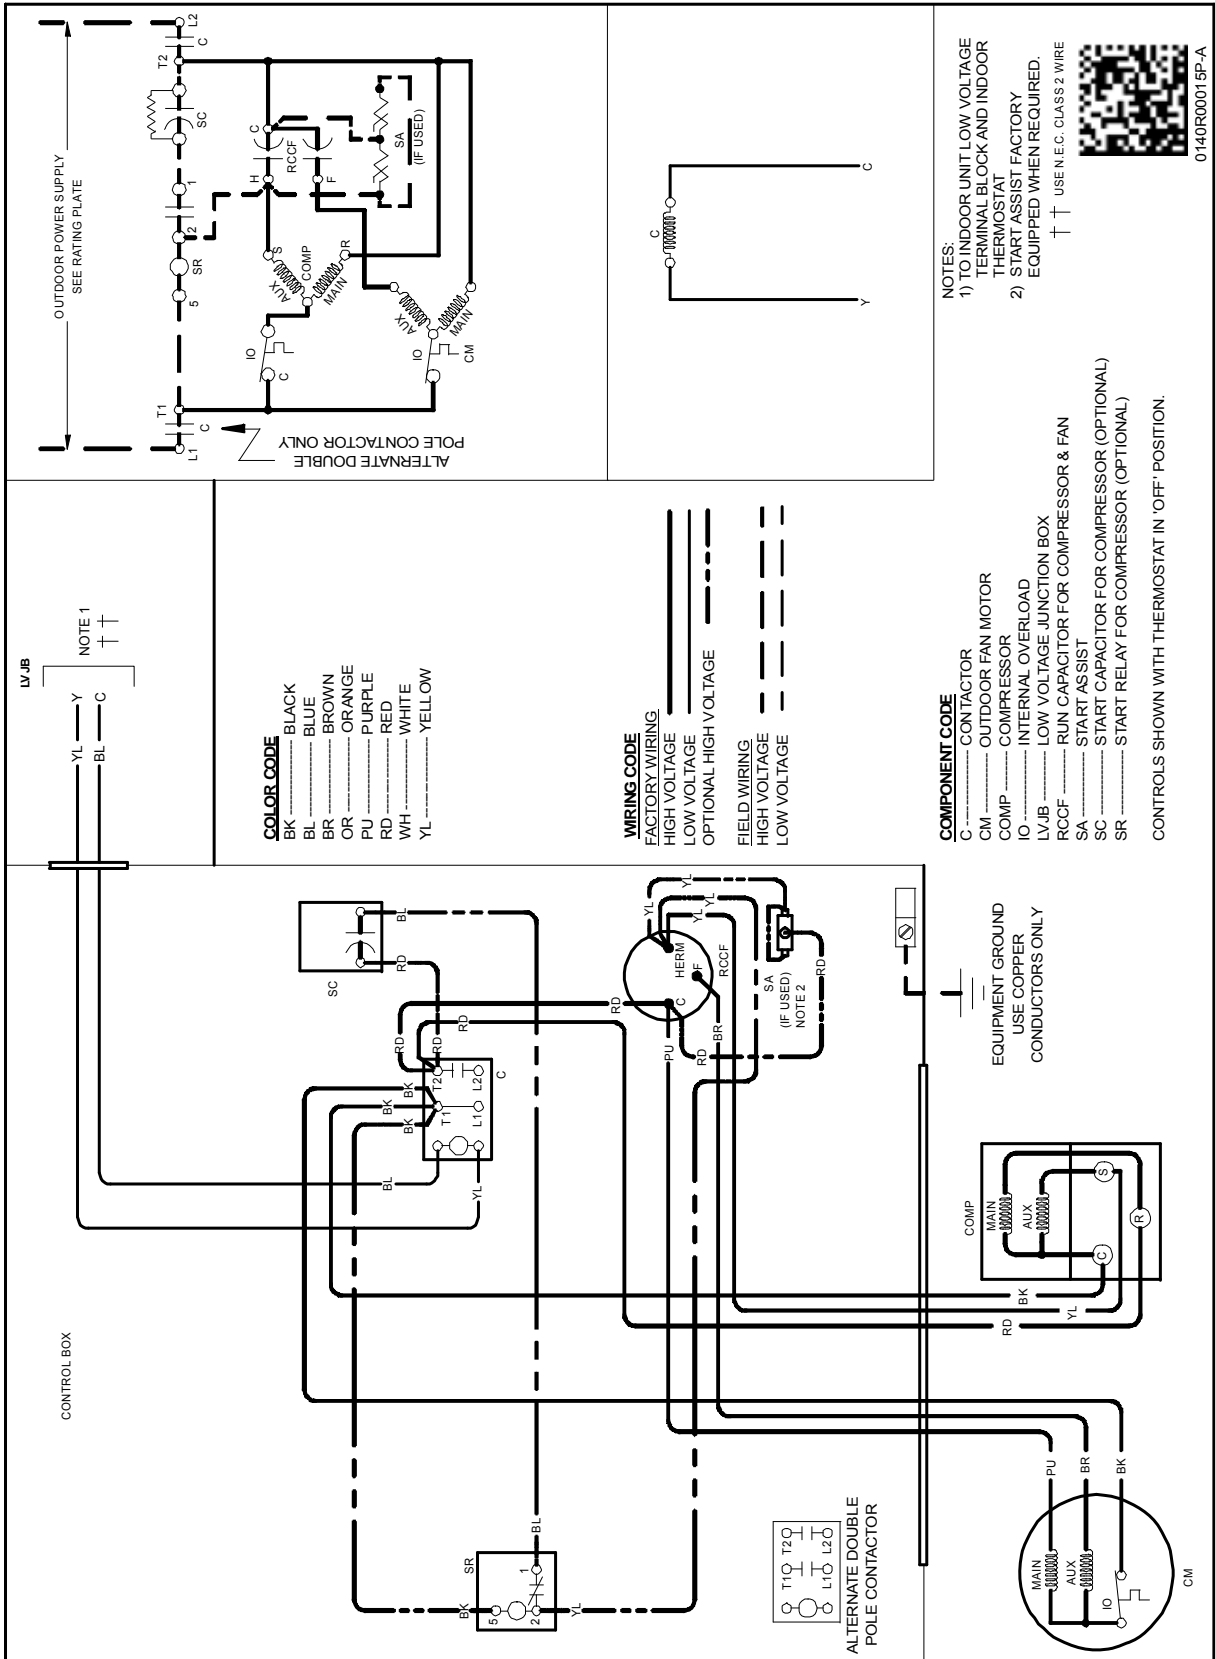 OUTDOOR POWER SUPPLY
SEE RATING PLATE
L1
C
T1
5
SR
2
1
SC
T2
C
L2
ALTERNATE DOUBLE
POLE CONTACTOR ONLY
IO
C
S
AUX
COMP
MAIN
R
H
C
RCCF
F
SA
(IF USED)
IO
CM
AUX
MAIN
C
Y
C
NOTES:
1) TO INDOOR UNIT LOW VOLTAGE
TERMINAL BLOCK AND INDOOR
THERMOSTAT
2) START ASSIST FACTORY
EQUIPPED WHEN REQUIRED.
USE N.E.C. CLASS 2 WIRE
0140R00015P-A
LVJB
NOTE 1
YL
Y
BL
C
COLOR CODE
BK ---------- BLACK
BL ---------- BLUE
BR ---------- BROWN
OR ---------- ORANGE
PU ---------- PURPLE
RD ---------- RED
WH ---------- WHITE
YL ---------- YELLOW
WIRING CODE
FACTORY WIRING
HIGH VOLTAGE
LOW VOLTAGE
OPTIONAL HIGH VOLTAGE
FIELD WIRING
HIGH VOLTAGE
LOW VOLTAGE
COMPONENT CODE
C ---------- CONTACTOR
CM ---------- OUTDOOR FAN MOTOR
COMP ---------- COMPRESSOR
IO ---------- INTERNAL OVERLOAD
LVJB ---------- LOW VOLTAGE JUNCTION BOX
RCCF ---------- RUN CAPACITOR FOR COMPRESSOR & FAN
SA ---------- START ASSIST
SC ---------- START CAPACITOR FOR COMPRESSOR (OPTIONAL)
SR ---------- START RELAY FOR COMPRESSOR (OPTIONAL)
CONTROLS SHOWN WITH THERMOSTAT IN 'OFF' POSITION.
CONTROL BOX
SC
RD
BL
RD
RD
RD
RD
BK
BK
BK
T2
T1
L2
L1
C
BL
YL
SR
BK
5
2
1
BL
YL
YL
YL
YL
YL
HERM
F
C
RCCF
RD
PU
BR
RD
RD
SA
(IF USED)
NOTE 2
ALTERNATE DOUBLE
POLE CONTACTOR
T1
T2
L1
L2
EQUIPMENT GROUND
USE COPPER
CONDUCTORS ONLY
COMP
MAIN
AUX
C
S
R
BK
YL
RD
PU
BR
BK
MAIN
AUX
IO
CM